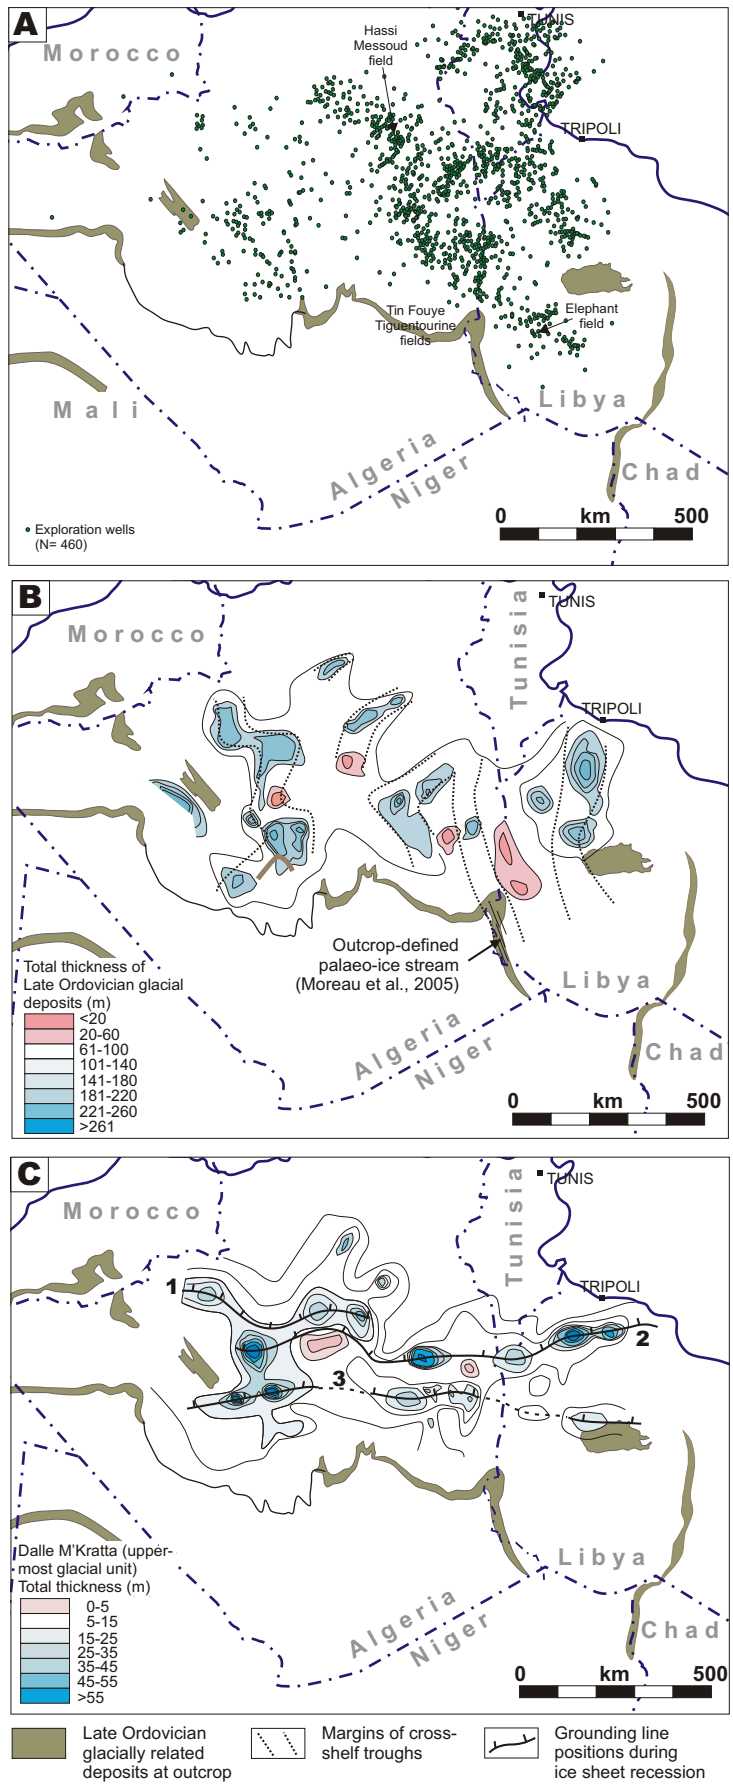 A
Morocco
Hassi
Messoud
field
TUNIS
TRIPOLI
Tin Fouye
Tiguentourine
fields
Elephant
field
Mali
Libya
Algeria
Niger
Chad
0 km 500
Exploration wells
(N= 460)
B
Morocco
Tunisia
TUNIS
TRIPOLI
Outcrop-defined
palaeo-ice stream
(Moreau et al., 2005)
Libya
Algeria
Niger
Chad
Total thickness of
Late Ordovician glacial
deposits (m)
<20
20-60
61-100
101-140
141-180
181-220
221-260
>261
0 km 500
C
Morocco
Tunisia
TUNIS
TRIPOLI
1
2
3
Libya
Algeria
Niger
Chad
Dalle M'Kratta (upper-
most glacial unit)
Total thickness (m)
0-5
5-15
15-25
25-35
35-45
45-55
>55
0 km 500
Late Ordovician
glacially related
deposits at outcrop
Margins of cross-
shelf troughs
Grounding line
positions during
ice sheet recession